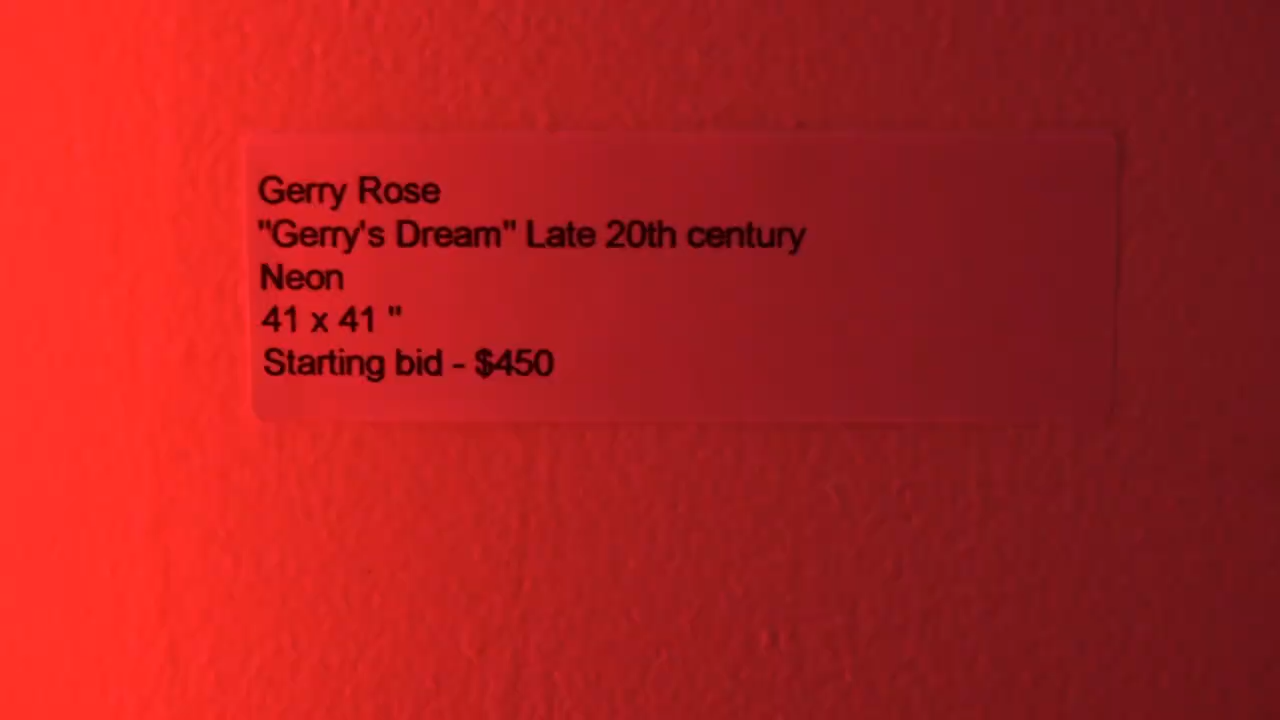 Gerry Rose
"Gerry's Dream" Late 20th century
Neon
41 x 41 "
Starting bid - $450